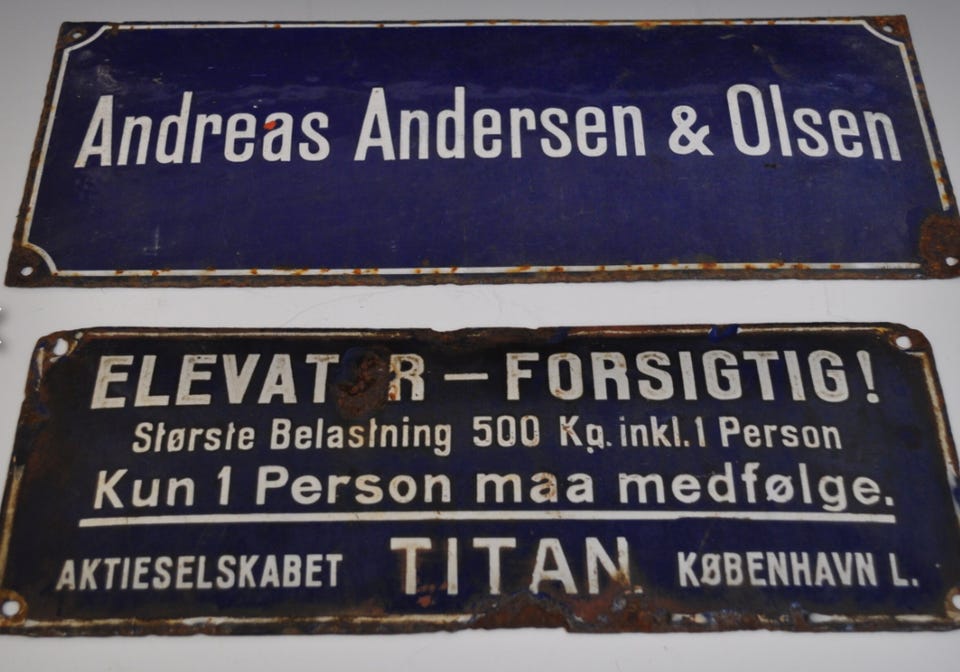 Andreas Andersen & Olsen
ELEVATOR – FORSIGTIG!
Største Belastning 500 Kg. inkl. 1 Person
Kun 1 Person maa medfølge.
AKTIESELSKABET TITAN KØBENHAVN L.